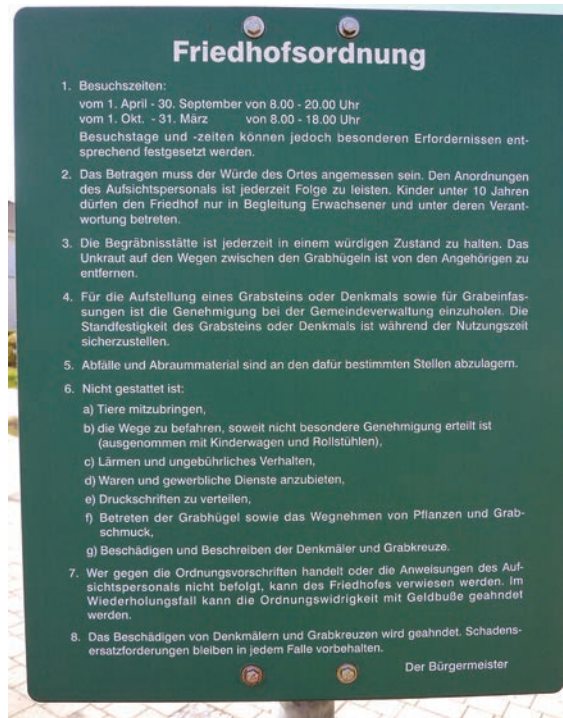 Friedhofsordnung
1. Besuchszeiten:
vom 1. April - 30. September von 8.00 - 20.00 Uhr
vom 1. Okt. - 31. März von 8.00 - 18.00 Uhr
Besuchstage und -zeiten können jedoch besonderen Erfordernissen ent-
sprechend festgesetzt werden.
2. Das Betragen muss der Würde des Ortes angemessen sein. Den Anordnungen
des Aufsichtspersonals ist jederzeit Folge zu leisten. Kinder unter 10 Jahren
dürfen den Friedhof nur in Begleitung Erwachsener und unter deren Verant-
wortung betreten.
3. Die Begräbnisstätte ist jederzeit in einem würdigen Zustand zu halten. Das
Unkraut auf den Wegen zwischen den Grabhügeln ist von den Angehörigen zu
entfernen.
4. Für die Aufstellung eines Grabsteins oder Denkmals sowie für Grabeinfas-
sungen ist die Genehmigung bei der Gemeindeverwaltung einzuholen. Die
Standfestigkeit des Grabsteins oder Denkmals ist während der Nutzungszeit
sicherzustellen.
5. Abfälle und Abraummaterial sind an den dafür bestimmten Stellen abzulagern.
6. Nicht gestattet ist:
a) Tiere mitzubringen,
b) die Wege zu befahren, soweit nicht besondere Genehmigung erteilt ist
(ausgenommen mit Kinderwagen und Rollstühlen),
c) Lärmen und ungebührliches Verhalten,
d) Waren und gewerbliche Dienste anzubieten,
e) Druckschriften zu verteilen,
f) Betreten der Grabhügel sowie das Wegnehmen von Pflanzen und Grab-
schmuck,
g) Beschädigen und Beschreiben der Denkmäler und Grabkreuze.
7. Wer gegen die Ordnungsvorschriften handelt oder die Anweisungen des Auf-
sichtspersonals nicht befolgt, kann des Friedhofes verwiesen werden. Im
Wiederholungsfall kann die Ordnungswidrigkeit mit Geldbuße geahndet
werden.
8. Das Beschädigen von Denkmälern und Grabkreuzen wird geahndet. Schadens-
ersatzforderungen bleiben in jedem Falle vorbehalten.
Der Bürgermeister